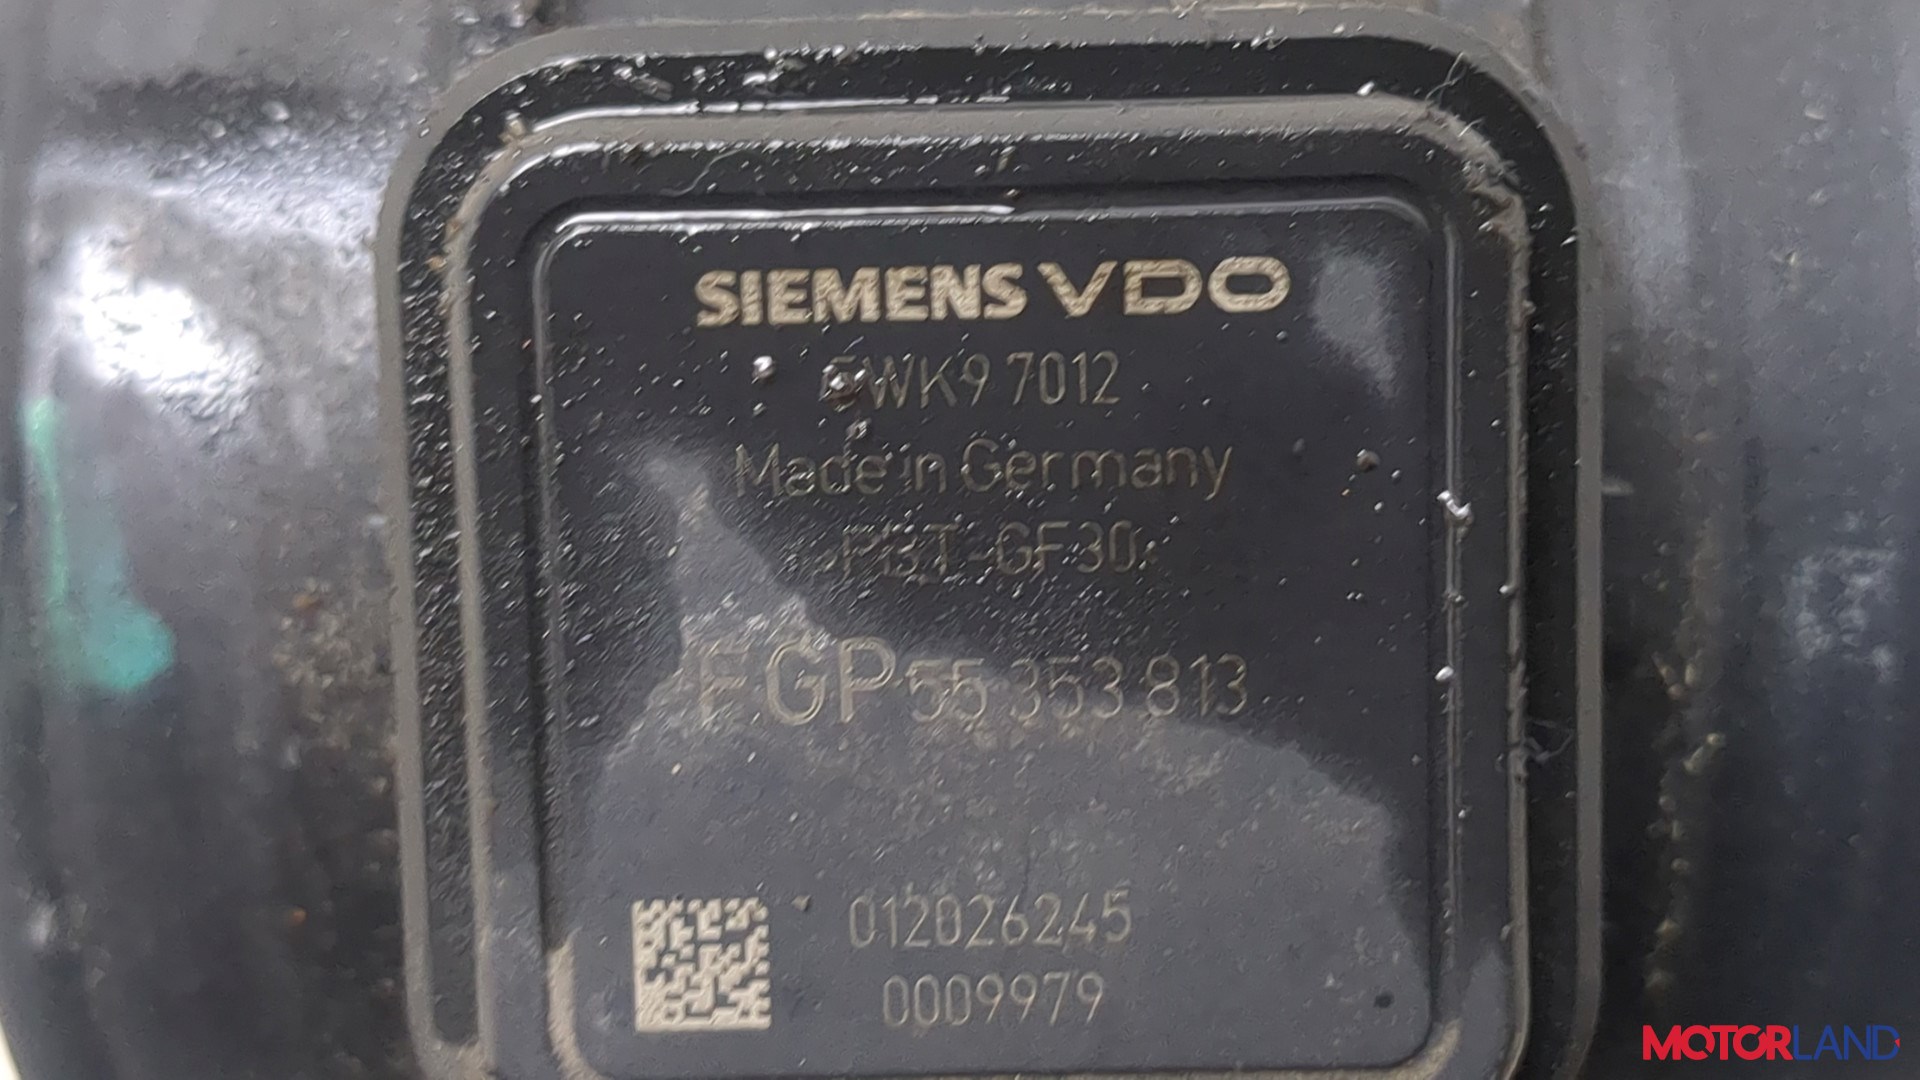 SIEMENS VDO
5WK9 7012
Made in Germany
>PBT-GF30<
FGP 55 353 813
012026245
0009979
MOTORLAND